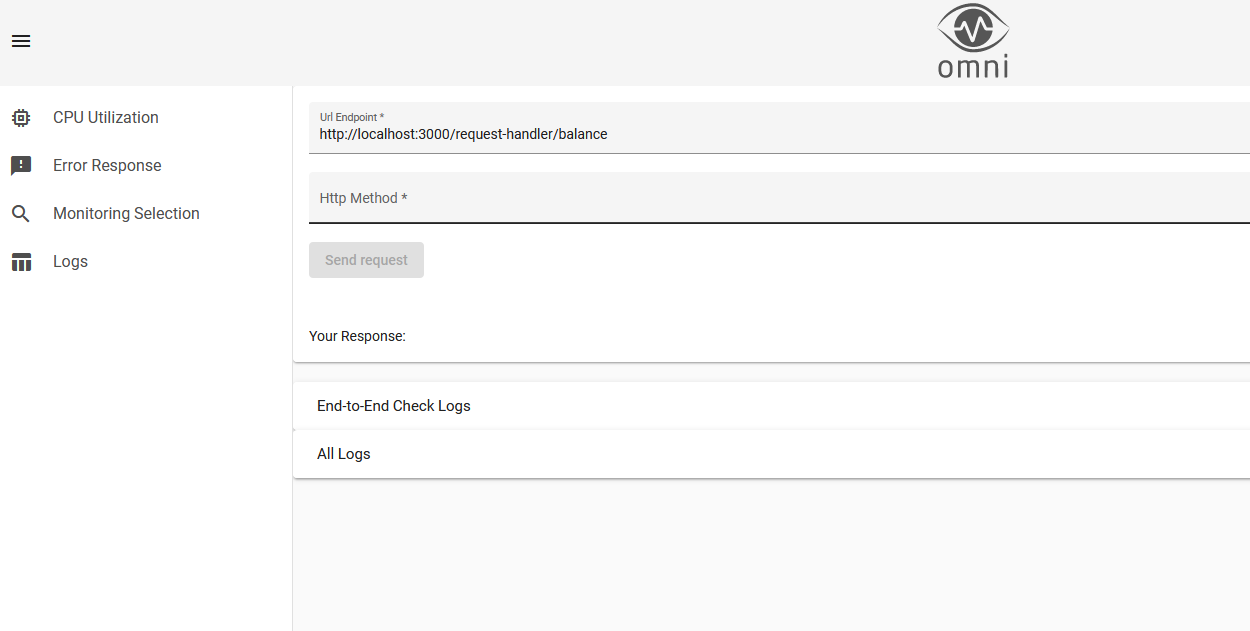 omni
CPU Utilization
Error Response
Monitoring Selection
Logs
Url Endpoint *
http://localhost:3000/request-handler/balance
Http Method *
Send request
Your Response:
End-to-End Check Logs
All Logs